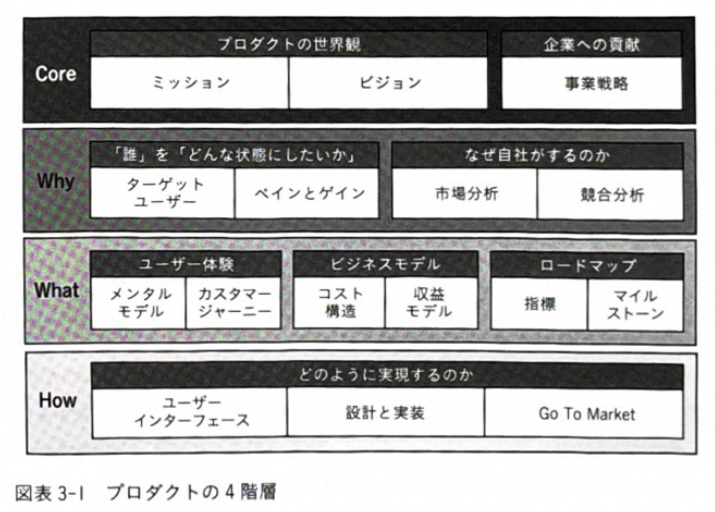 Core
プロダクトの世界観
企業への貢献
ミッション
ビジョン
事業戦略
Why
「誰」を「どんな状態にしたいか」
なぜ自社がするのか
ターゲット
ユーザー
ペインとゲイン
市場分析
競合分析
What
ユーザー体験
ビジネスモデル
ロードマップ
メンタル
モデル
カスタマー
ジャーニー
コスト
構造
収益
モデル
指標
マイル
ストーン
How
どのように実現するのか
ユーザー
インターフェース
設計と実装
Go To Market
図表 3-1 プロダクトの4階層